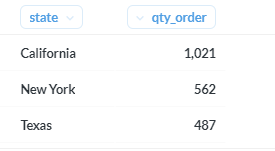 state qty_order
California 1,021
New York 562
Texas 487